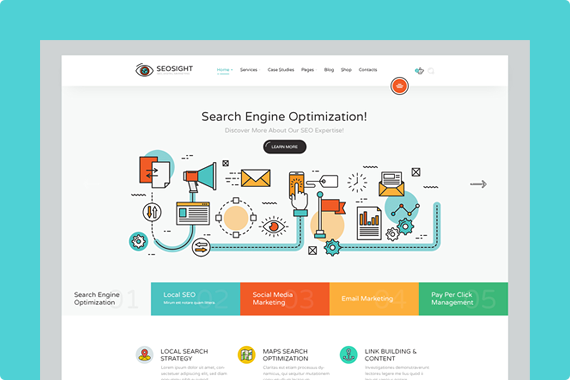 SEOSIGHT
Home Services Case Studies Pages Blog Shop Contacts
Search Engine Optimization!
Discover More About Our SEO Expertise!
LEARN MORE
Search Engine
Optimization
01
Local SEO
02
Social Media
Marketing
03
Email Marketing
04
Pay Per Click
Management
05
LOCAL SEARCH
STRATEGY
MAPS SEARCH
OPTIMIZATION
LINK BUILDING &
CONTENT